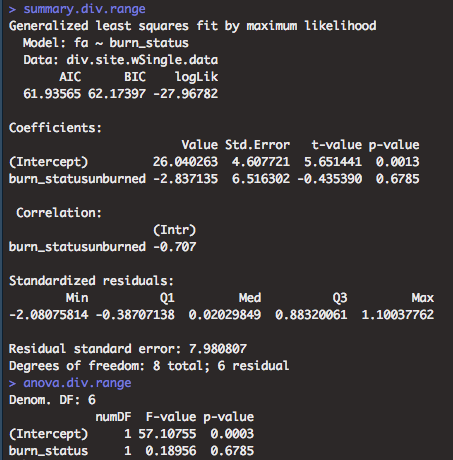 > summary.div.range
Generalized least squares fit by maximum likelihood
  Model: fa ~ burn_status
  Data: div.site.wSingle.data
       AIC      BIC    logLik
  61.93565 62.17397 -27.96782

Coefficients:
                       Value Std.Error   t-value p-value
(Intercept)        26.040263  4.607721  5.651441  0.0013
burn_statusunburned -2.837135  6.516302 -0.435390  0.6785

 Correlation:
                   (Intr)
burn_statusunburned -0.707

Standardized residuals:
        Min          Q1         Med          Q3         Max
-2.08075814 -0.38707138  0.02029849  0.88320061  1.10037762

Residual standard error: 7.980807
Degrees of freedom: 8 total; 6 residual
> anova.div.range
Denom. DF: 6
            numDF  F-value p-value
(Intercept)     1 57.10755  0.0003
burn_status     1  0.18956  0.6785